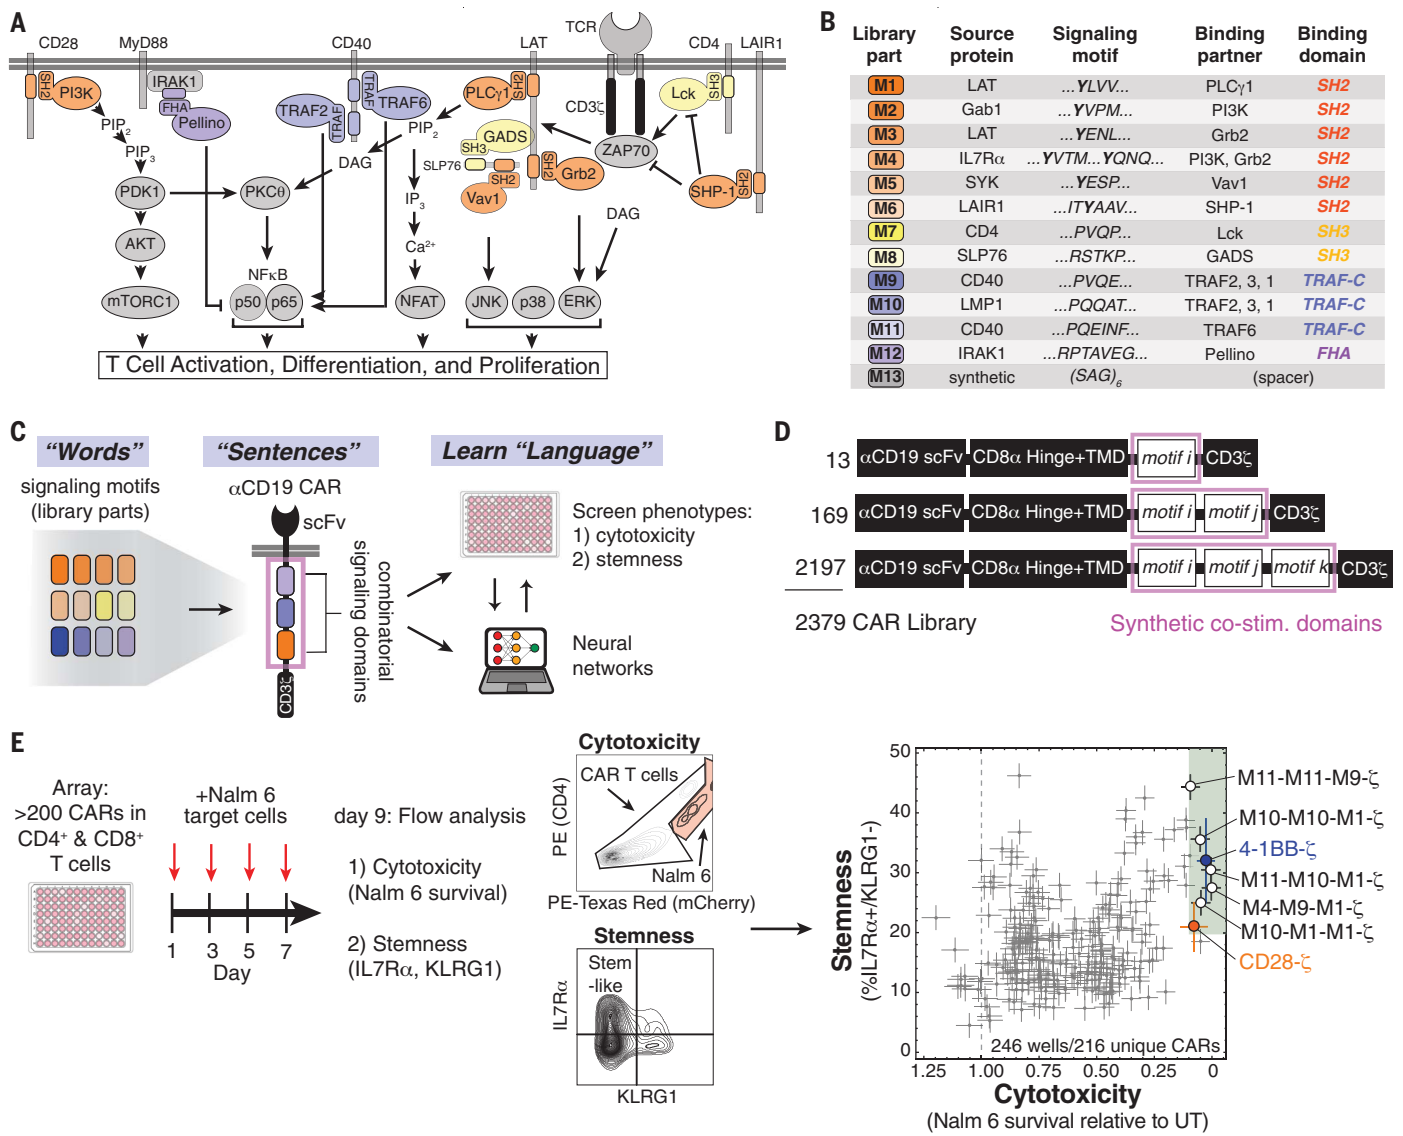 A
CD28
MyD88
CD40
LAT
TCR
CD4
LAIR1
SH2
PI3K
IRAK1
FHA
Pellino
TRAF2
TRAF
TRAF
TRAF6
PLCγ1
SH2
CD3ζ
Lck
SH3
PIP2
PIP3
PIP2
DAG
GADS
SH3
SLP76
SH2
Vav1
SH2
Grb2
ZAP70
SHP-1
SH2
PDK1
PKCθ
IP3
DAG
AKT
Ca2+
NFκB
mTORC1
p50
p65
NFAT
JNK
p38
ERK
T Cell Activation, Differentiation, and Proliferation
B
Library part
Source protein
Signaling motif
Binding partner
Binding domain
M1 LAT ...YLVV... PLCγ1 SH2
M2 Gab1 ...YVPM... PI3K SH2
M3 LAT ...YENL... Grb2 SH2
M4 IL7Rα ...YVTM...YQNQ... PI3K, Grb2 SH2
M5 SYK ...YESP... Vav1 SH2
M6 LAIR1 ...ITYAAV... SHP-1 SH2
M7 CD4 ...PVQP... Lck SH3
M8 SLP76 ...RSTKP... GADS SH3
M9 CD40 ...PVQE... TRAF2, 3, 1 TRAF-C
M10 LMP1 ...PQQAT... TRAF2, 3, 1 TRAF-C
M11 CD40 ...PQEINF... TRAF6 TRAF-C
M12 IRAK1 ...RPTAVEG... Pellino FHA
M13 synthetic (SAG)6 (spacer)
C
"Words"
signaling motifs
(library parts)
"Sentences"
αCD19 CAR
scFv
CD3ζ
combinatorial
signaling domains
Learn "Language"
Screen phenotypes:
1) cytotoxicity
2) stemness
Neural
networks
D
13 αCD19 scFv CD8α Hinge+TMD motif i CD3ζ
169 αCD19 scFv CD8α Hinge+TMD motif i motif j CD3ζ
2197 αCD19 scFv CD8α Hinge+TMD motif i motif j motif k CD3ζ
2379 CAR Library
Synthetic co-stim. domains
E
Array:
>200 CARs in
CD4+ & CD8+
T cells
+Nalm 6
target cells
1 3 5 7
Day
day 9: Flow analysis
1) Cytotoxicity
(Nalm 6 survival)
2) Stemness
(IL7Rα, KLRG1)
Cytotoxicity
CAR T cells
Nalm 6
PE (CD4)
PE-Texas Red (mCherry)
Stemness
Stem
-like
IL7Rα
KLRG1
Stemness
(%IL7Rα+/KLRG1-)
50
40
30
20
10
0
M11-M11-M9-ζ
M10-M10-M1-ζ
4-1BB-ζ
M11-M10-M1-ζ
M4-M9-M1-ζ
M10-M1-M1-ζ
CD28-ζ
246 wells/216 unique CARs
1.25 1.00 0.75 0.50 0.25 0
Cytotoxicity
(Nalm 6 survival relative to UT)